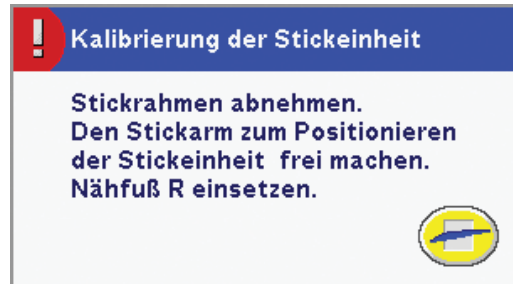 Kalibrierung der Stickeinheit
Stickrahmen abnehmen.
Den Stickarm zum Positionieren
der Stickeinheit frei machen.
Nähfuß R einsetzen.